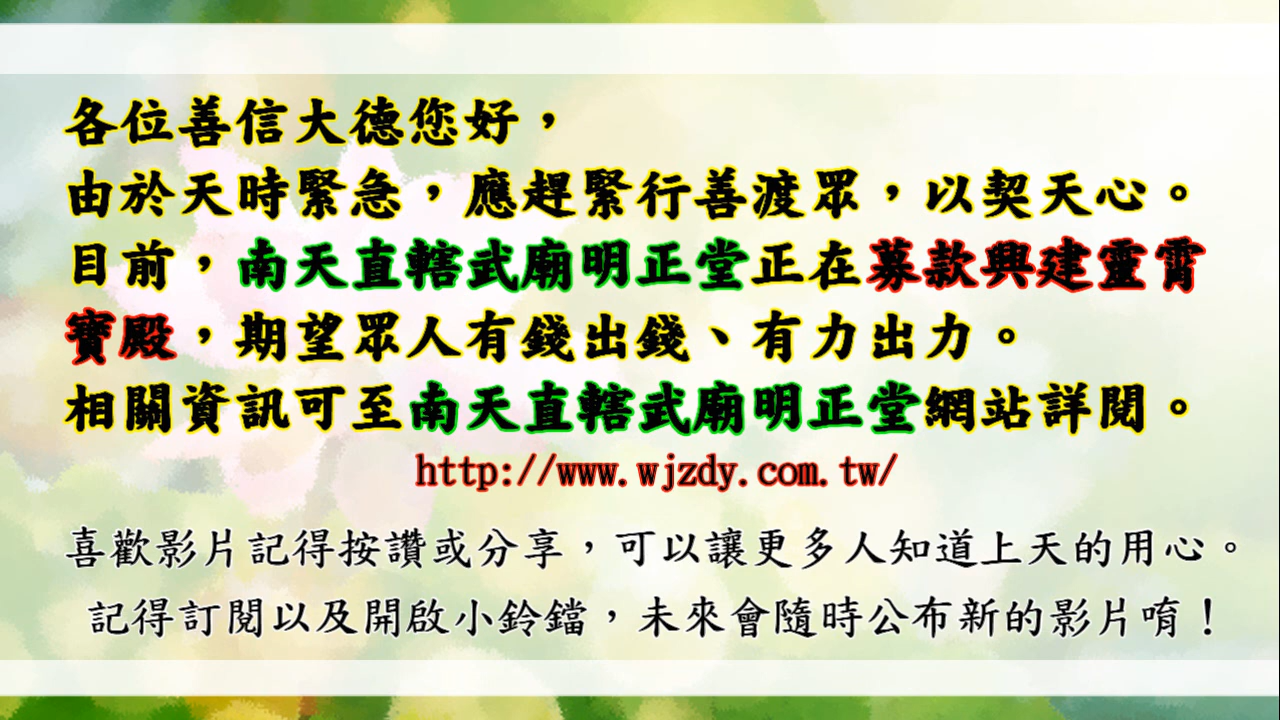 各位善信大德您好，
由於天時緊急，應趕緊行善渡眾，以契天心。
目前，南天直轄武廟明正堂正在募款興建靈霄
寶殿，期望眾人有錢出錢、有力出力。
相關資訊可至南天直轄武廟明正堂網站詳閱。
http://www.wjzdy.com.tw/
喜歡影片記得按讚或分享，可以讓更多人知道上天的用心。
記得訂閱以及開啟小鈴鐺，未來會隨時公布新的影片唷！